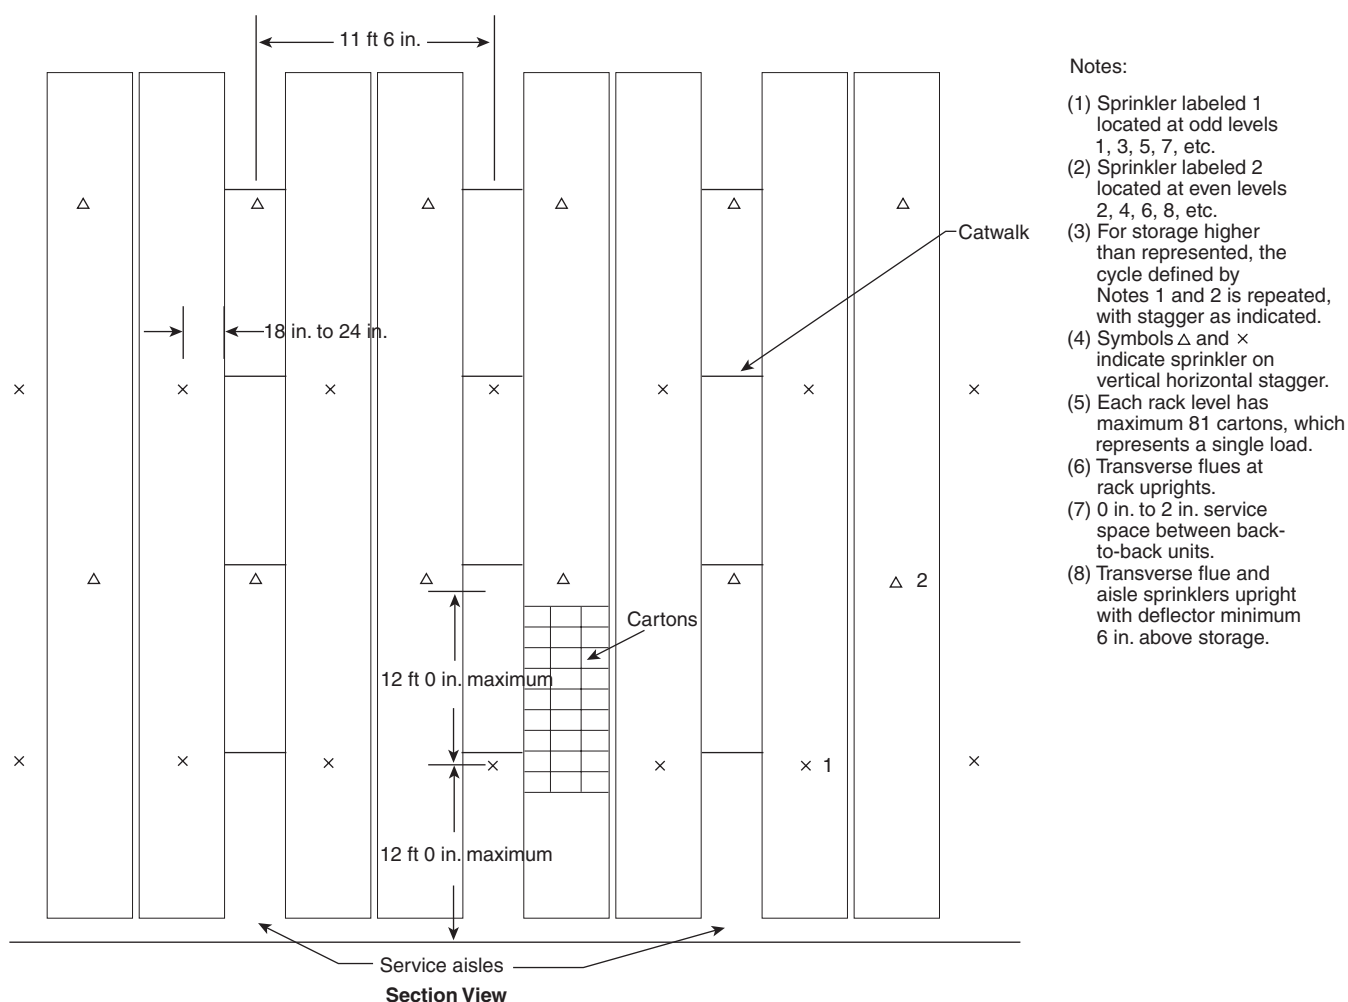 11 ft 6 in.
Notes:
(1) Sprinkler labeled 1
located at odd levels
1, 3, 5, 7, etc.
(2) Sprinkler labeled 2
located at even levels
2, 4, 6, 8, etc.
(3) For storage higher
than represented, the
cycle defined by
Notes 1 and 2 is repeated,
with stagger as indicated.
(4) Symbols △ and ×
indicate sprinkler on
vertical horizontal stagger.
(5) Each rack level has
maximum 81 cartons, which
represents a single load.
(6) Transverse flues at
rack uprights.
(7) 0 in. to 2 in. service
space between back-
to-back units.
(8) Transverse flue and
aisle sprinklers upright
with deflector minimum
6 in. above storage.
Catwalk
18 in. to 24 in.
2
Cartons
12 ft 0 in. maximum
1
12 ft 0 in. maximum
Service aisles
Section View